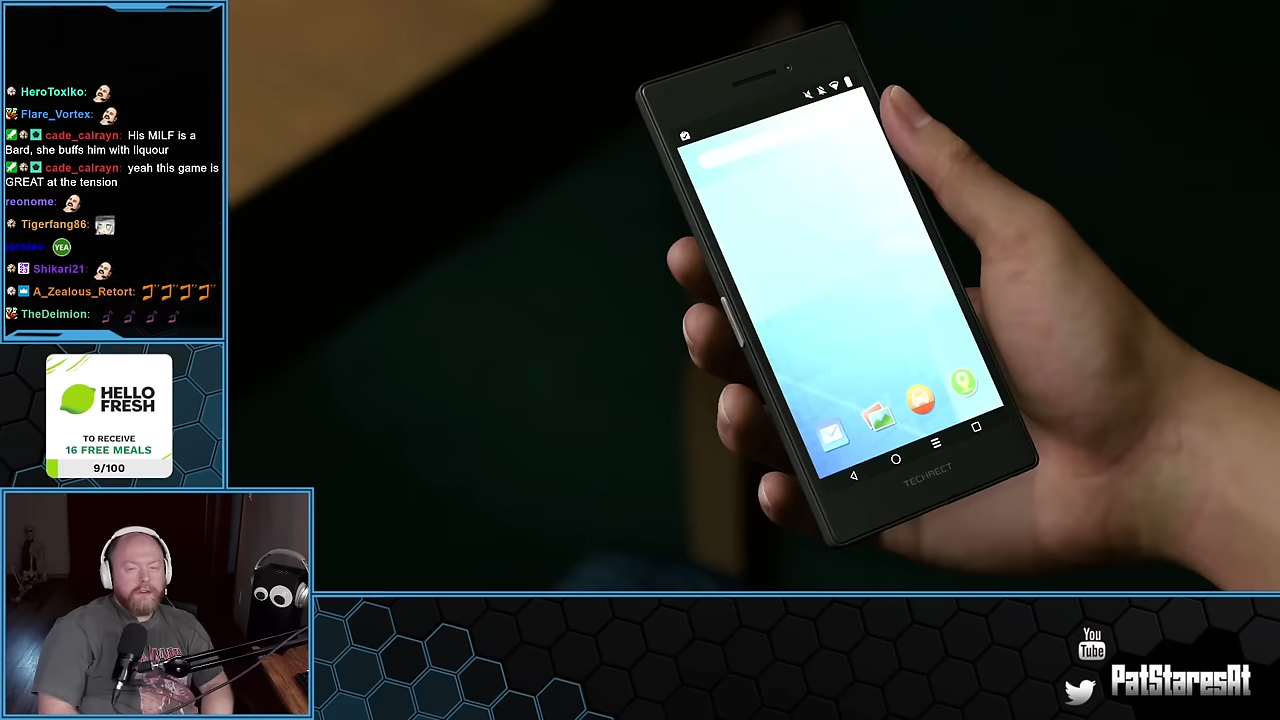 HeroToxiko:
Flare_Vortex:
cade_calrayn: His MILF is a
Bard, she buffs him with liquour
cade_calrayn: yeah this game is
GREAT at the tension
reonome:
Tigerfang86:
YEA
Shikari21:
A_Zealous_Retort:
TheDeimion:
HELLO
FRESH
TO RECEIVE
16 FREE MEALS
9/100
TECHRECT
You
Tube
PatStaresAt